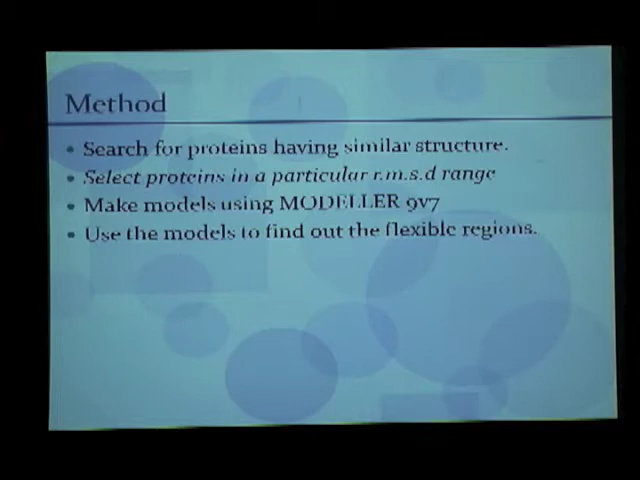 Method
• Search for proteins having similar structure.
• Select proteins in a particular r.m.s.d range
• Make models using MODELLER 9v7
• Use the models to find out the flexible regions.